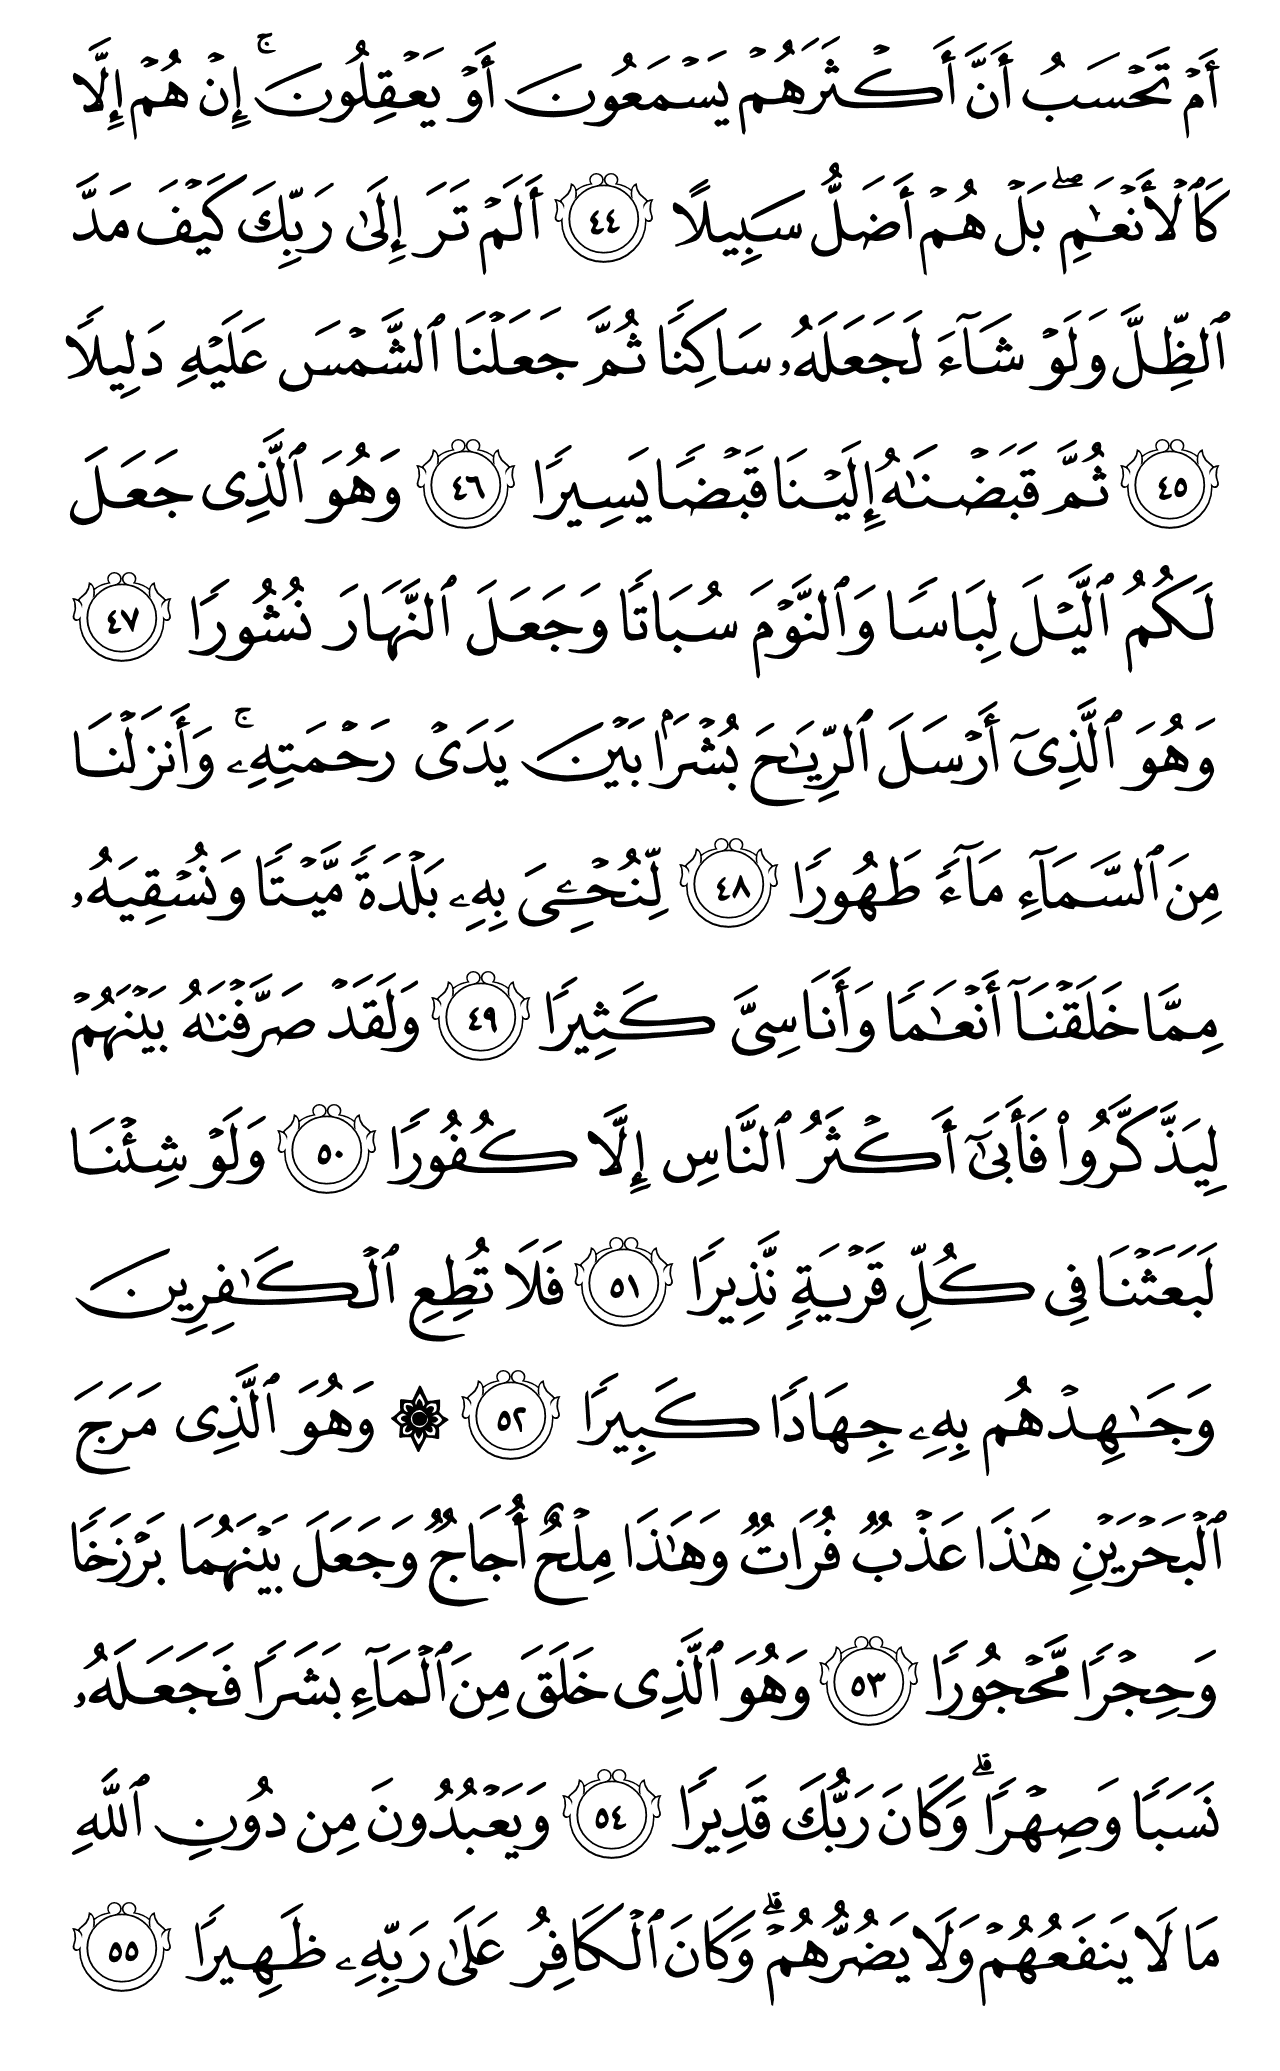 أَمْ تَحْسَبُ أَنَّ أَكْثَرَهُمْ يَسْمَعُونَ أَوْ يَعْقِلُونَ ۚ إِنْ هُمْ إِلَّا
كَٱلْأَنْعَٰمِ ۖ بَلْ هُمْ أَضَلُّ سَبِيلًا ٤٤ أَلَمْ تَرَ إِلَىٰ رَبِّكَ كَيْفَ مَدَّ
ٱلظِّلَّ وَلَوْ شَآءَ لَجَعَلَهُۥ سَاكِنًا ثُمَّ جَعَلْنَا ٱلشَّمْسَ عَلَيْهِ دَلِيلًا
٤٥ ثُمَّ قَبَضْنَٰهُ إِلَيْنَا قَبْضًا يَسِيرًا ٤٦ وَهُوَ ٱلَّذِى جَعَلَ
لَكُمُ ٱلَّيْلَ لِبَاسًا وَٱلنَّوْمَ سُبَاتًا وَجَعَلَ ٱلنَّهَارَ نُشُورًا ٤٧
وَهُوَ ٱلَّذِىٓ أَرْسَلَ ٱلرِّيَٰحَ بُشْرًۢا بَيْنَ يَدَىْ رَحْمَتِهِۦ ۚ وَأَنزَلْنَا
مِنَ ٱلسَّمَآءِ مَآءً طَهُورًا ٤٨ لِّنُحْـِۧىَ بِهِۦ بَلْدَةً مَّيْتًا وَنُسْقِيَهُۥ
مِمَّا خَلَقْنَآ أَنْعَٰمًا وَأَنَاسِىَّ كَثِيرًا ٤٩ وَلَقَدْ صَرَّفْنَٰهُ بَيْنَهُمْ
لِيَذَّكَّرُوا۟ فَأَبَىٰٓ أَكْثَرُ ٱلنَّاسِ إِلَّا كُفُورًا ٥٠ وَلَوْ شِئْنَا
لَبَعَثْنَا فِى كُلِّ قَرْيَةٍ نَّذِيرًا ٥١ فَلَا تُطِعِ ٱلْكَٰفِرِينَ
وَجَٰهِدْهُم بِهِۦ جِهَادًا كَبِيرًا ٥٢ ۞ وَهُوَ ٱلَّذِى مَرَجَ
ٱلْبَحْرَيْنِ هَٰذَا عَذْبٌ فُرَاتٌ وَهَٰذَا مِلْحٌ أُجَاجٌ وَجَعَلَ بَيْنَهُمَا بَرْزَخًا
وَحِجْرًا مَّحْجُورًا ٥٣ وَهُوَ ٱلَّذِى خَلَقَ مِنَ ٱلْمَآءِ بَشَرًا فَجَعَلَهُۥ
نَسَبًا وَصِهْرًا ۗ وَكَانَ رَبُّكَ قَدِيرًا ٥٤ وَيَعْبُدُونَ مِن دُونِ ٱللَّهِ
مَا لَا يَنفَعُهُمْ وَلَا يَضُرُّهُمْ ۗ وَكَانَ ٱلْكَافِرُ عَلَىٰ رَبِّهِۦ ظَهِيرًا ٥٥